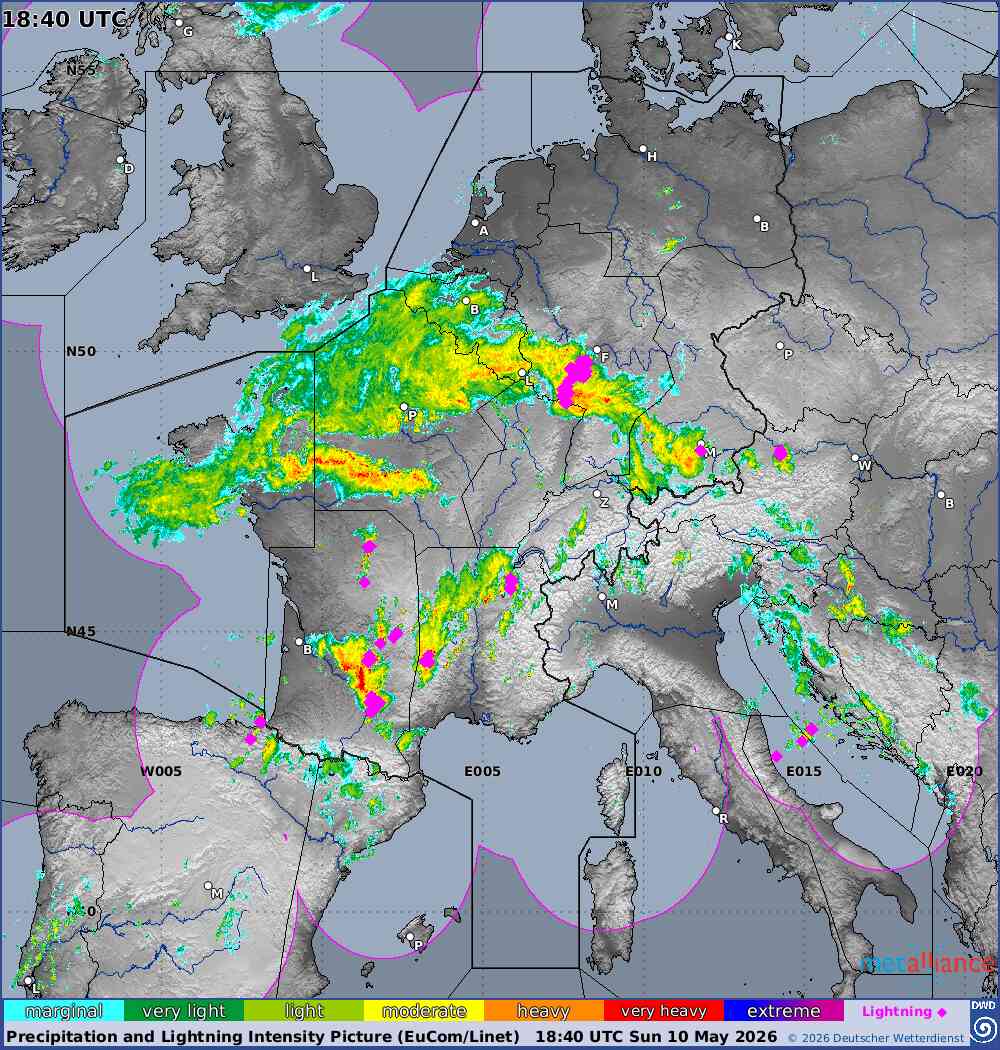 18:40 UTC
G
K
N55
D
H
A
B
L
B
N50
F
P
L
P
M
W
Z
B
M
N45
B
W005
E005
E010
E015
E020
R
M
P
L
metalliance
marginal very light light moderate heavy very heavy extreme Lightning
DWD
Precipitation and Lightning Intensity Picture (EuCom/Linet) 18:40 UTC Sun 10 May 2026 © 2026 Deutscher Wetterdienst